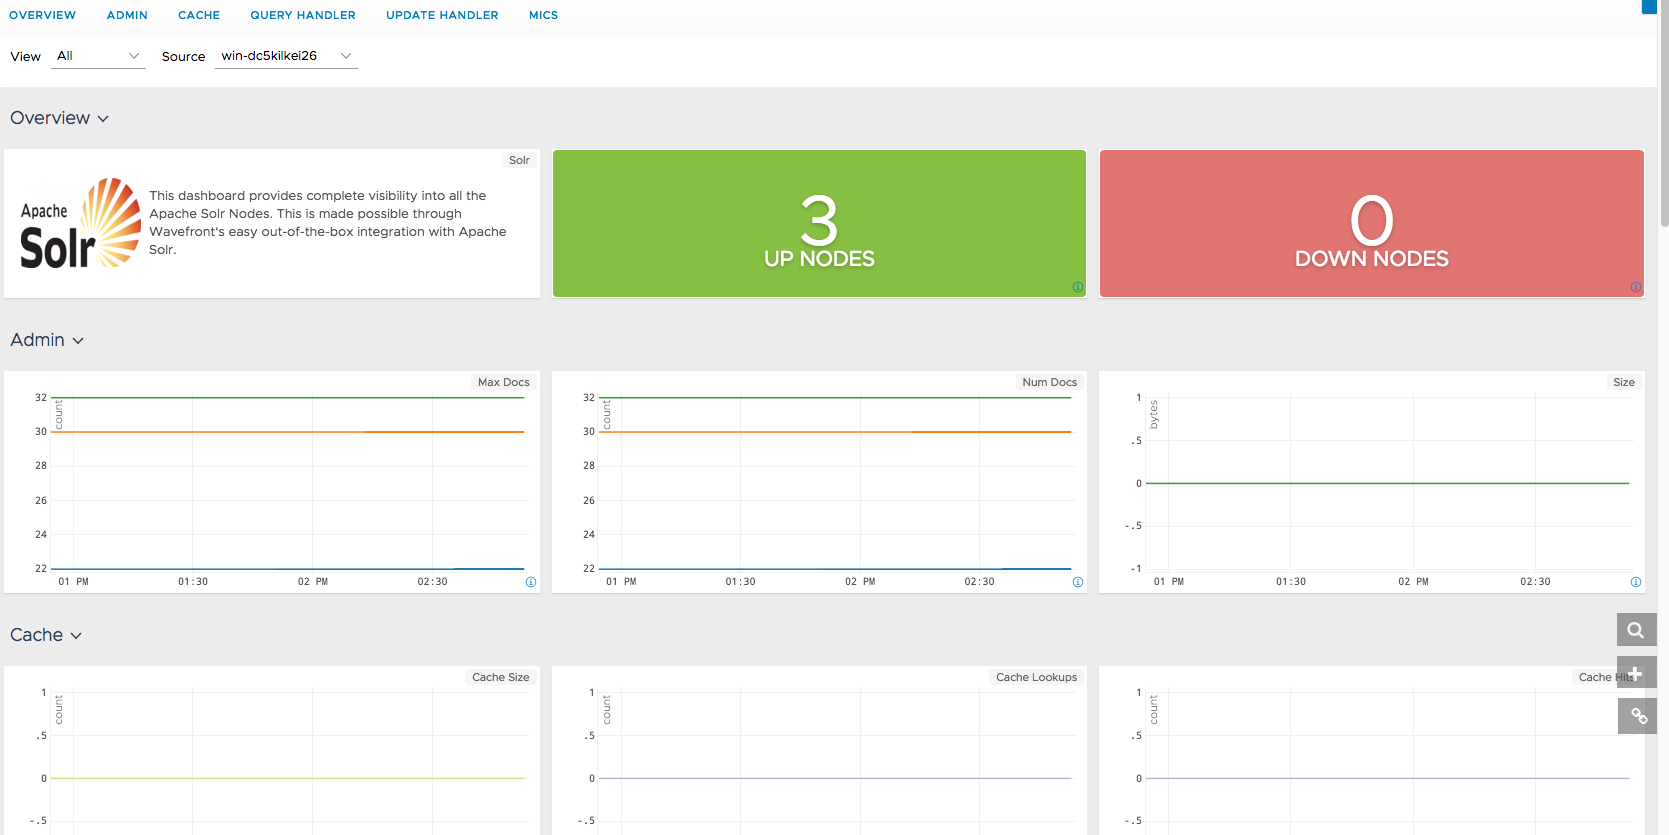 OVERVIEW ADMIN CACHE QUERY HANDLER UPDATE HANDLER MICS
View All Source win-dc5kilkei26
Overview
Solr
Apache
Solr
This dashboard provides complete visibility into all the
Apache Solr Nodes. This is made possible through
Wavefront's easy out-of-the-box integration with Apache
Solr.
3
UP NODES
0
DOWN NODES
Admin
Max Docs
count
32
30
28
26
24
22
01 PM 01:30 02 PM 02:30
Num Docs
count
32
30
28
26
24
22
01 PM 01:30 02 PM 02:30
Size
bytes
1
.5
0
-.5
-1
01 PM 01:30 02 PM 02:30
Cache
Cache Size
count
1
.5
0
-.5
Cache Lookups
count
1
.5
0
-.5
Cache Hits
count
1
.5
0
-.5